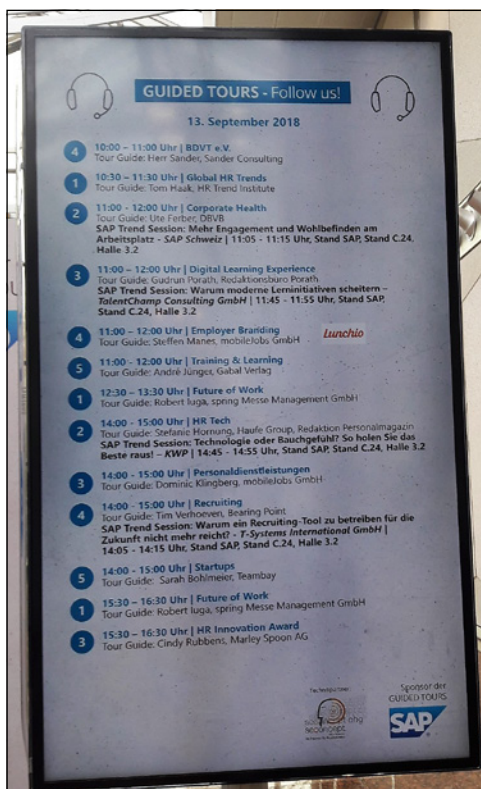 GUIDED TOURS - Follow us!
13. September 2018
4
10:00 - 11:00 Uhr | BDVT e.V.
Tour Guide: Herr Sander, Sander Consulting
1
10:30 - 11:30 Uhr | Global HR Trends
Tour Guide: Tom Haak, HR Trend Institute
2
11:00 - 12:00 Uhr | Corporate Health
Tour Guide: Ute Ferber, DBVB
SAP Trend Session: Mehr Engagement und Wohlbefinden am
Arbeitsplatz - SAP Schweiz | 11:05 - 11:15 Uhr, Stand SAP, Stand C.24,
Halle 3.2
3
11:00 - 12:00 Uhr | Digital Learning Experience
Tour Guide: Gudrun Porath, Redaktionsbüro Porath
SAP Trend Session: Warum moderne Lerninitiativen scheitern –
TalentChamp Consulting GmbH | 11:45 - 11:55 Uhr, Stand SAP,
Stand C.24, Halle 3.2
4
11:00 - 12:00 Uhr | Employer Branding
Tour Guide: Steffen Manes, mobileJobs GmbH
Lunchio
5
11:00 - 12:00 Uhr | Training & Learning
Tour Guide: André Jünger, Gabal Verlag
1
12:30 - 13:30 Uhr | Future of Work
Tour Guide: Robert Iuga, spring Messe Management GmbH
2
14:00 - 15:00 Uhr | HR Tech
Tour Guide: Stefanie Hornung, Haufe Group, Redaktion Personalmagazin
SAP Trend Session: Technologie oder Bauchgefühl? So holen Sie das
Beste raus! – KWP | 14:45 - 14:55 Uhr, Stand SAP, Stand C.24, Halle 3.2
3
14:00 - 15:00 Uhr | Personaldienstleistungen
Tour Guide: Dominic Klingberg, mobileJobs GmbH
4
14:00 - 15:00 Uhr | Recruiting
Tour Guide: Tim Verhoeven, Bearing Point
SAP Trend Session: Warum ein Recruiting-Tool zu betreiben für die
Zukunft nicht mehr reicht? - T-Systems International GmbH |
14:05 - 14:15 Uhr, Stand SAP, Stand C.24, Halle 3.2
5
14:00 - 15:00 Uhr | Startups
Tour Guide: Sarah Böhlmeier, Teambay
1
15:30 - 16:30 Uhr | Future of Work
Tour Guide: Robert Iuga, spring Messe Management GmbH
3
15:30 - 16:30 Uhr | HR Innovation Award
Tour Guide: Cindy Rubbens, Marley Spoon AG
Sponsor der
GUIDED TOURS
SAP